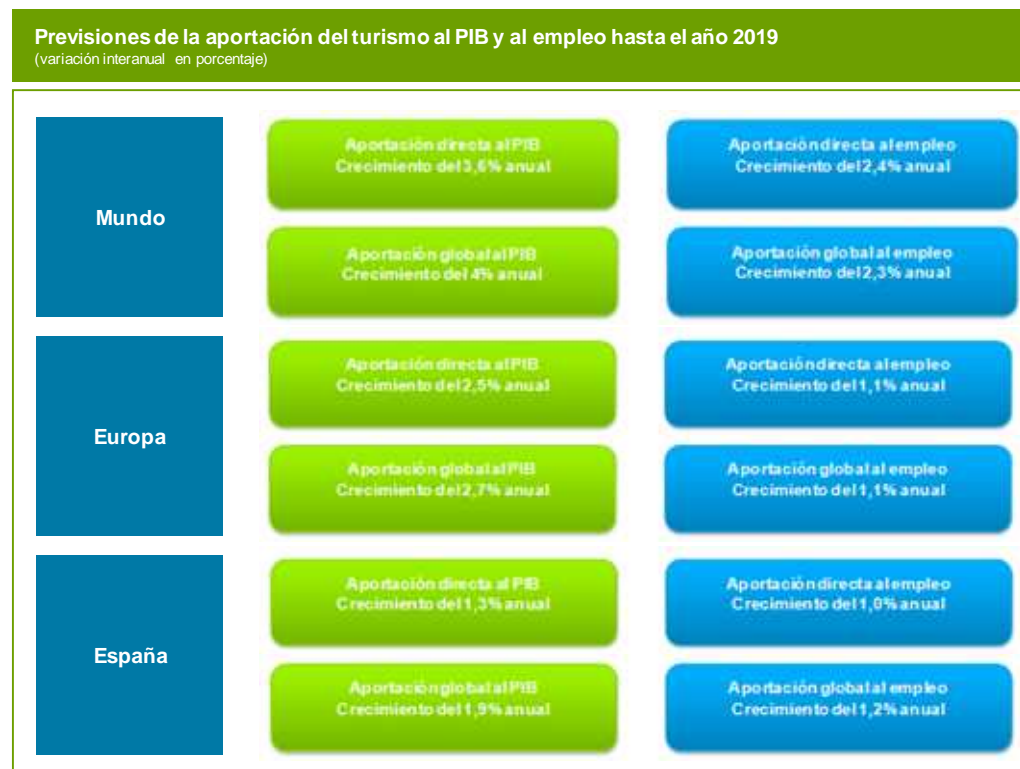 Previsiones de la aportación del turismo al PIB y al empleo hasta el año 2019
(variación interanual en porcentaje)
Mundo
Aportación directa al PIB
Crecimiento del 3,6% anual
Aportación directa al empleo
Crecimiento del 2,4% anual
Aportación global al PIB
Crecimiento del 4% anual
Aportación global al empleo
Crecimiento del 2,3% anual
Europa
Aportación directa al PIB
Crecimiento del 2,5% anual
Aportación directa al empleo
Crecimiento del 1,1% anual
Aportación global al PIB
Crecimiento del 2,7% anual
Aportación global al empleo
Crecimiento del 1,1% anual
España
Aportación directa al PIB
Crecimiento del 1,3% anual
Aportación directa al empleo
Crecimiento del 1,0% anual
Aportación global al PIB
Crecimiento del 1,9% anual
Aportación global al empleo
Crecimiento del 1,2% anual